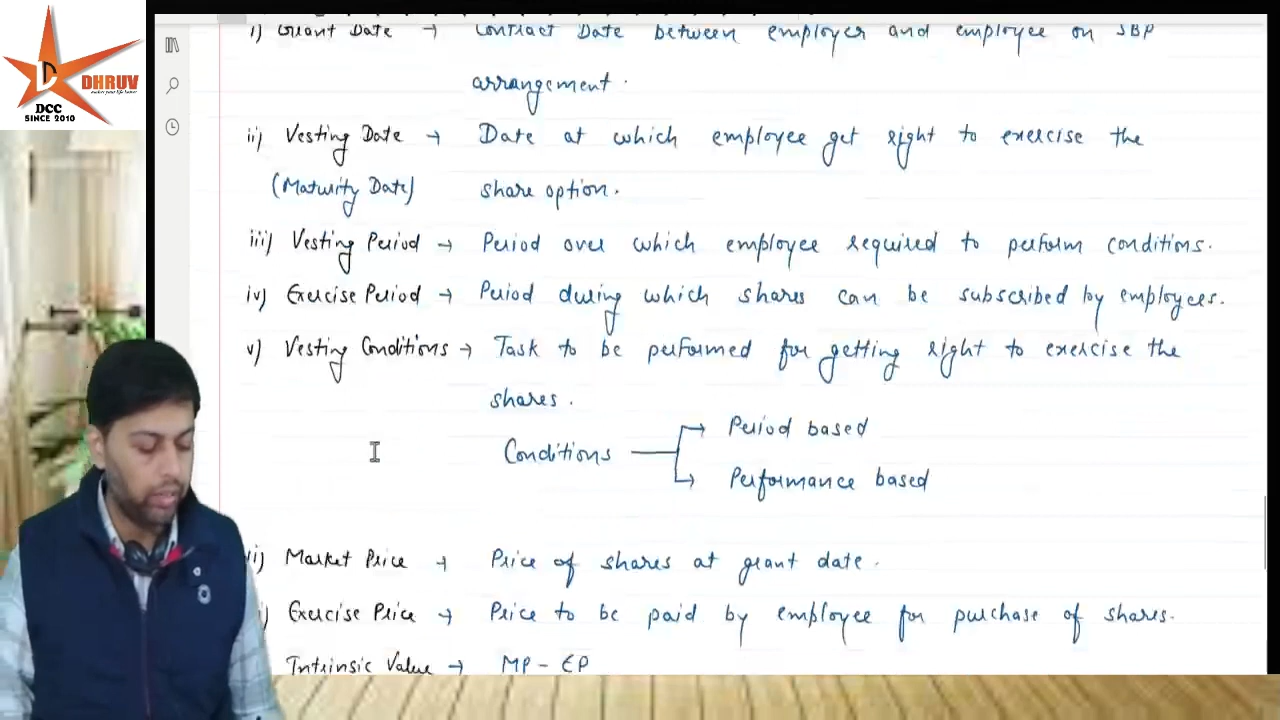 DHRUV
makes your life better
DCC
SINCE 2010
i) Grant Date → Contract Date between employer and employee on SBP
arrangement.
ii) Vesting Date → Date at which employee get right to exercise the
(Maturity Date) share option.
iii) Vesting Period → Period over which employee required to perform conditions.
iv) Exercise Period → Period during which shares can be subscribed by employees.
v) Vesting Conditions → Task to be performed for getting right to exercise the
shares.
Period based
Conditions
Performance based
Market Price → Price of shares at grant date.
Exercise Price → Price to be paid by employee for purchase of shares.
Intrinsic Value → MP - EP